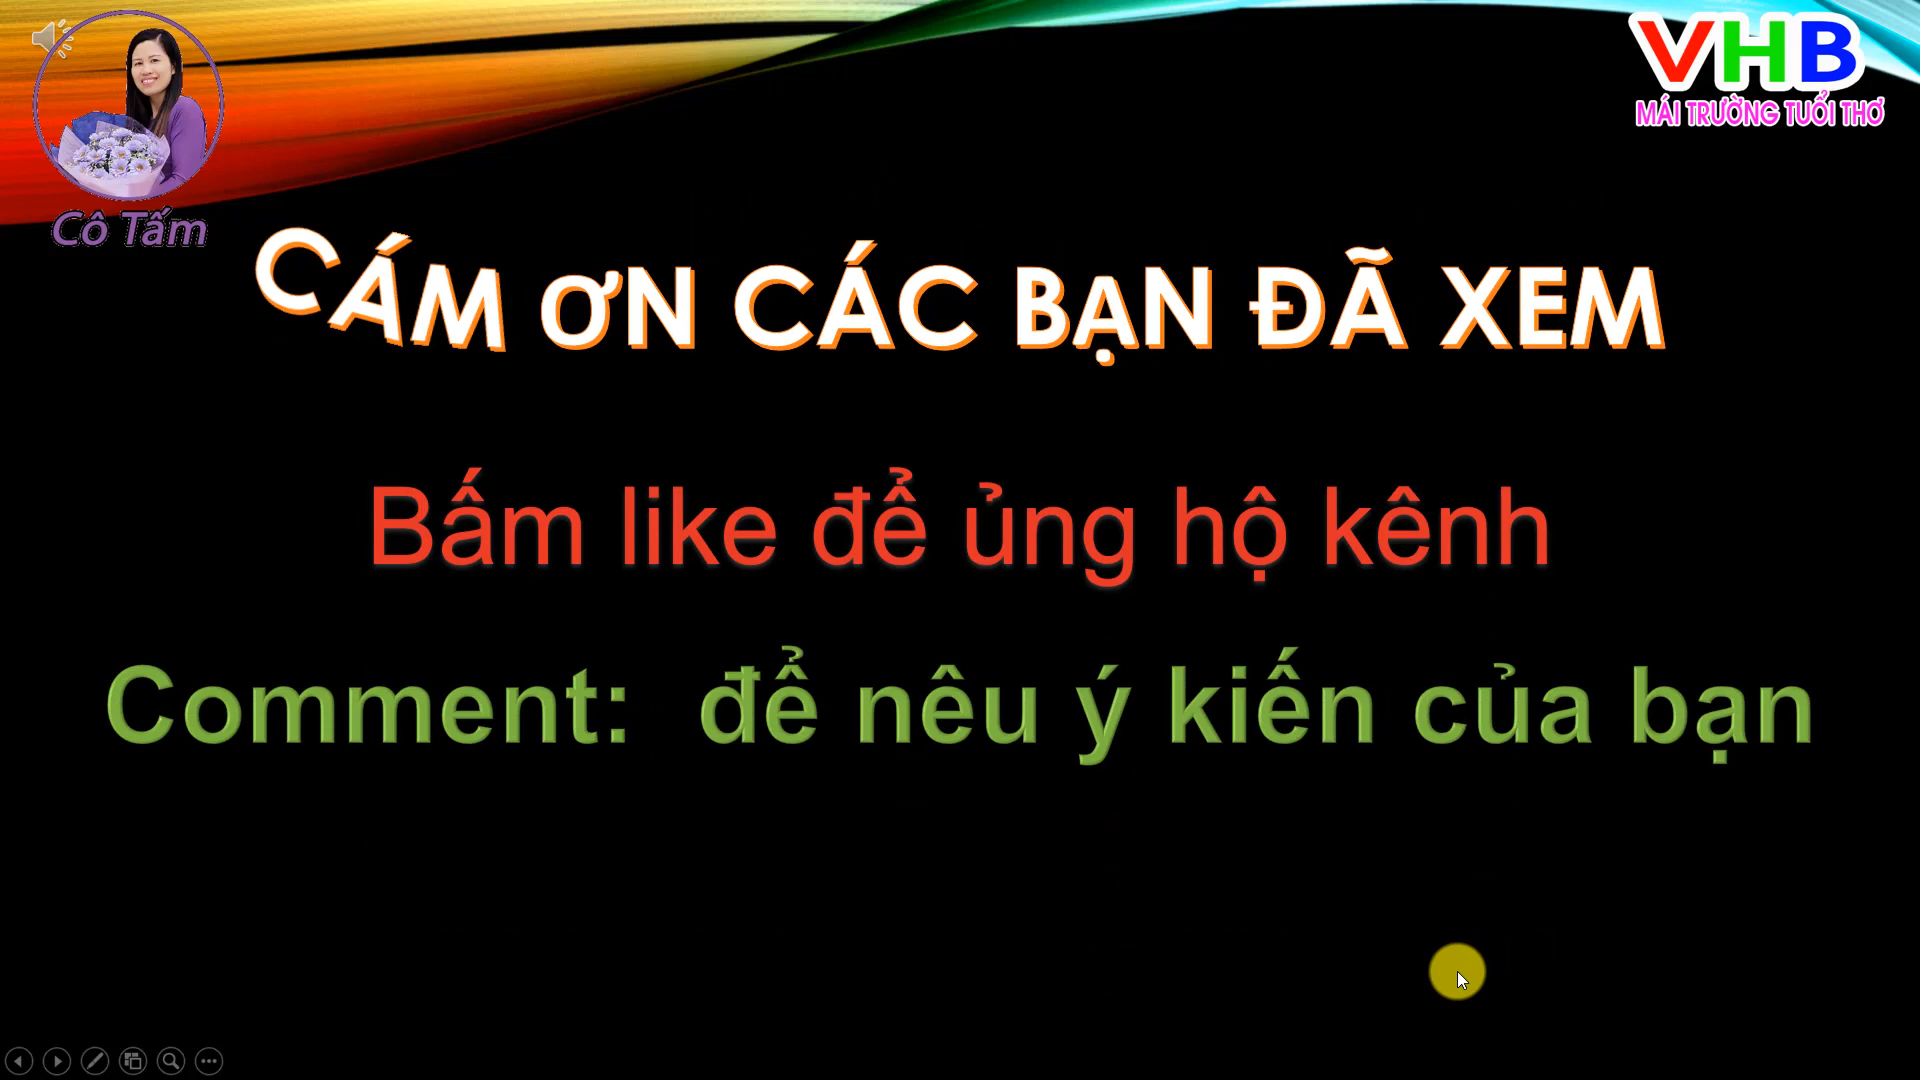 VHB
MÁI TRƯỜNG TUỔI THƠ
Cô Tấm
CÁM ƠN CÁC BẠN ĐÃ XEM
Bấm like để ủng hộ kênh
Comment: để nêu ý kiến của bạn